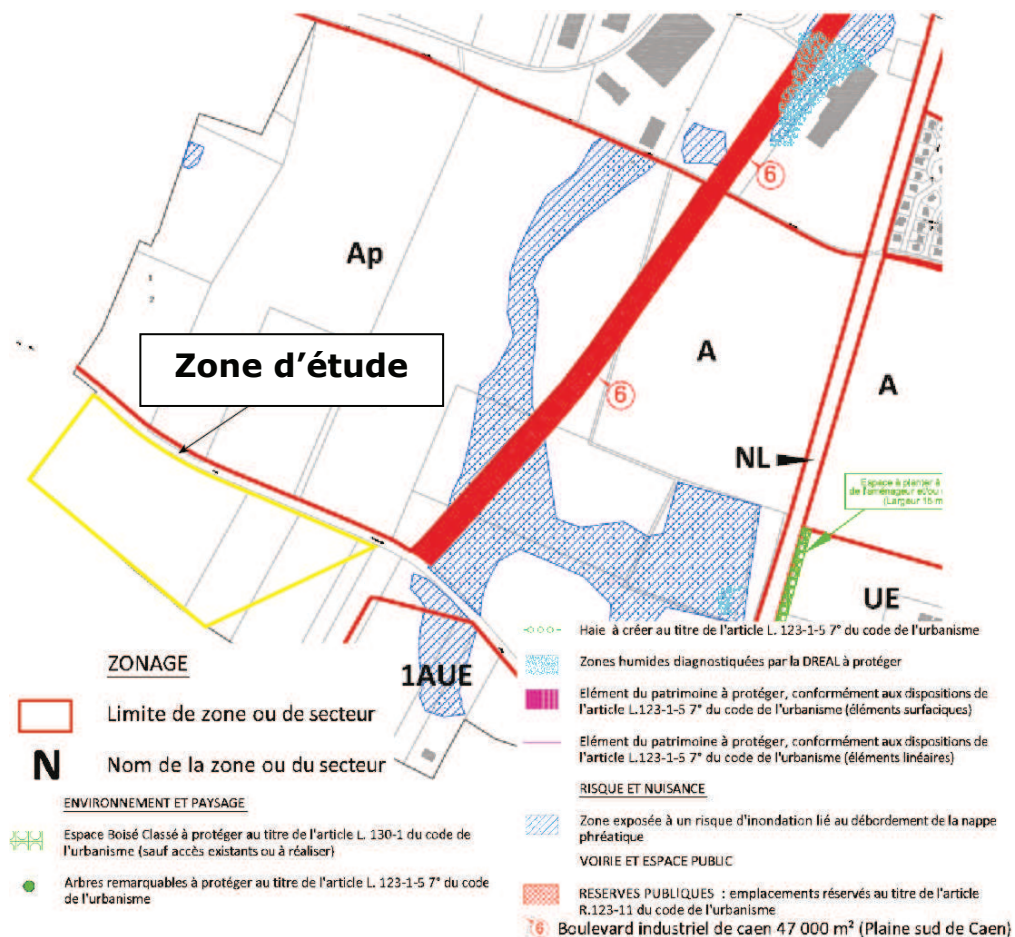 6
Ap
1
2
Zone d'étude
A
A
6
NL
Espace à planter à
de l'aménageur et/ou
(Largeur 15 m
UE
1AUE
ZONAGE
Limite de zone ou de secteur
N
Nom de la zone ou du secteur
ENVIRONNEMENT ET PAYSAGE
Espace Boisé Classé à protéger au titre de l'article L. 130-1 du code de
l'urbanisme (sauf accès existants ou à réaliser)
Arbres remarquables à protéger au titre de l'article L. 123-1-5 7° du code
de l'urbanisme
Haie à créer au titre de l'article L. 123-1-5 7° du code de l'urbanisme
Zones humides diagnostiquées par la DREAL à protéger
Elément du patrimoine à protéger, conformément aux dispositions de
l'article L.123-1-5 7° du code de l'urbanisme (éléments surfaciques)
Elément du patrimoine à protéger, conformément aux dispositions de
l'article L.123-1-5 7° du code de l'urbanisme (éléments linéaires)
RISQUE ET NUISANCE
Zone exposée à un risque d'inondation lié au débordement de la nappe
phréatique
VOIRIE ET ESPACE PUBLIC
RESERVES PUBLIQUES : emplacements réservés au titre de l'article
R.123-11 du code de l'urbanisme
6 Boulevard industriel de caen 47 000 m² (Plaine sud de Caen)